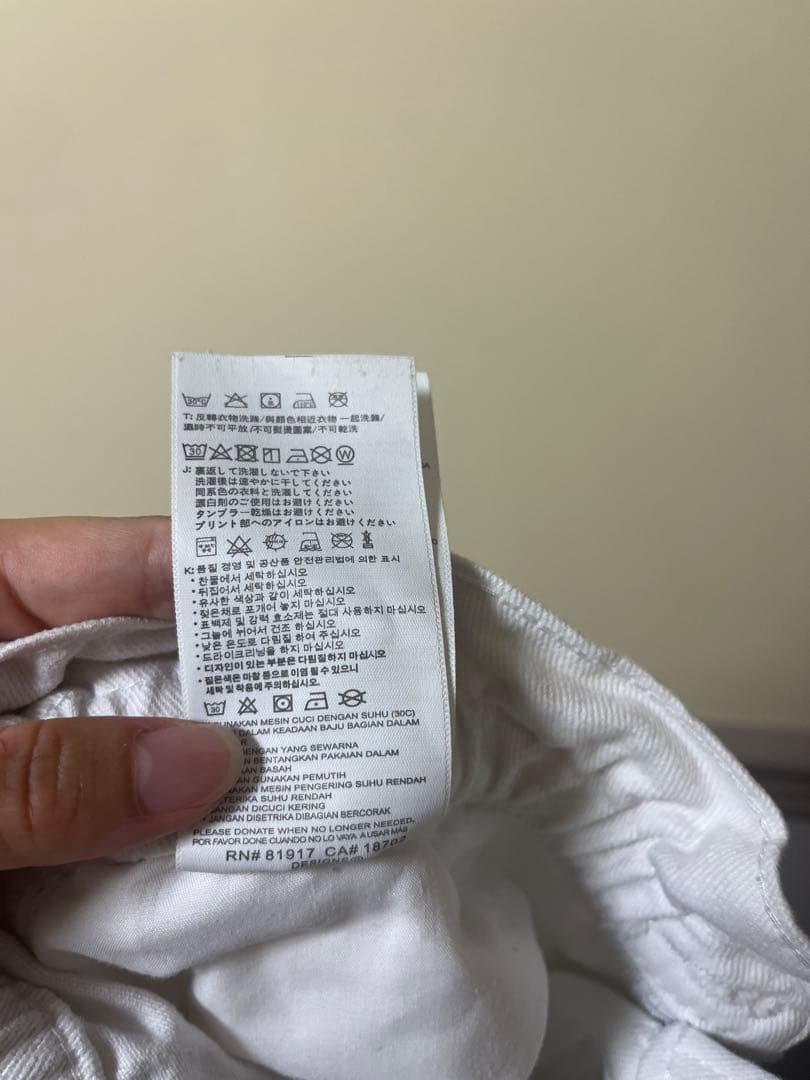 30°C
T: 反轉衣物洗滌/與顏色相近衣物一起洗滌/
濕時不可平放/不可熨燙圖案/不可乾洗
30 W
J: 裏返して洗濯しないで下さい
洗濯後は速やかに干してください
同系色の衣料と洗濯してください
漂白剤のご使用はお避けください
タンブラー乾燥はお避けください
プリント部へのアイロンはお避けください
K: 품질 경영 및 공산품 안전관리법에 의한 표시
• 찬물에서 세탁하십시오
• 뒤집어서 세탁하십시오
• 유사한 색상과 같이 세탁하십시오
• 젖은채로 포개어 놓지 마십시오
• 표백제 및 강력 효소제는 절대 사용하지 마십시오
• 그늘에 뉘어서 건조 하십시오
• 낮은 온도로 다림질 하여 주십시오
• 드라이크리닝을 하지 마십시오
• 디자인이 있는 부분은 다림질하지 마십시오
• 짙은색은 마찰 등으로 이염 될 수 있으니
세탁 및 착용에 주의하십시오.
30
GUNAKAN MESIN CUCI DENGAN SUHU (30C)
DALAM KEADAAN BAJU BAGIAN DALAM
DENGAN YANG SEWARNA
BENTANGKAN PAKAIAN DALAM
BASAH
GUNAKAN PEMUTIH
MESIN PENGERING SUHU RENDAH
SUHU RENDAH
JANGAN DICUCI KERING
• JANGAN DISETRIKA DIBAGIAN BERCORAK
PLEASE DONATE WHEN NO LONGER NEEDED.
POR FAVOR DONE CUANDO NO LO VAYA A USAR MÁS
RN# 81917 CA# 18702
DESIGNS